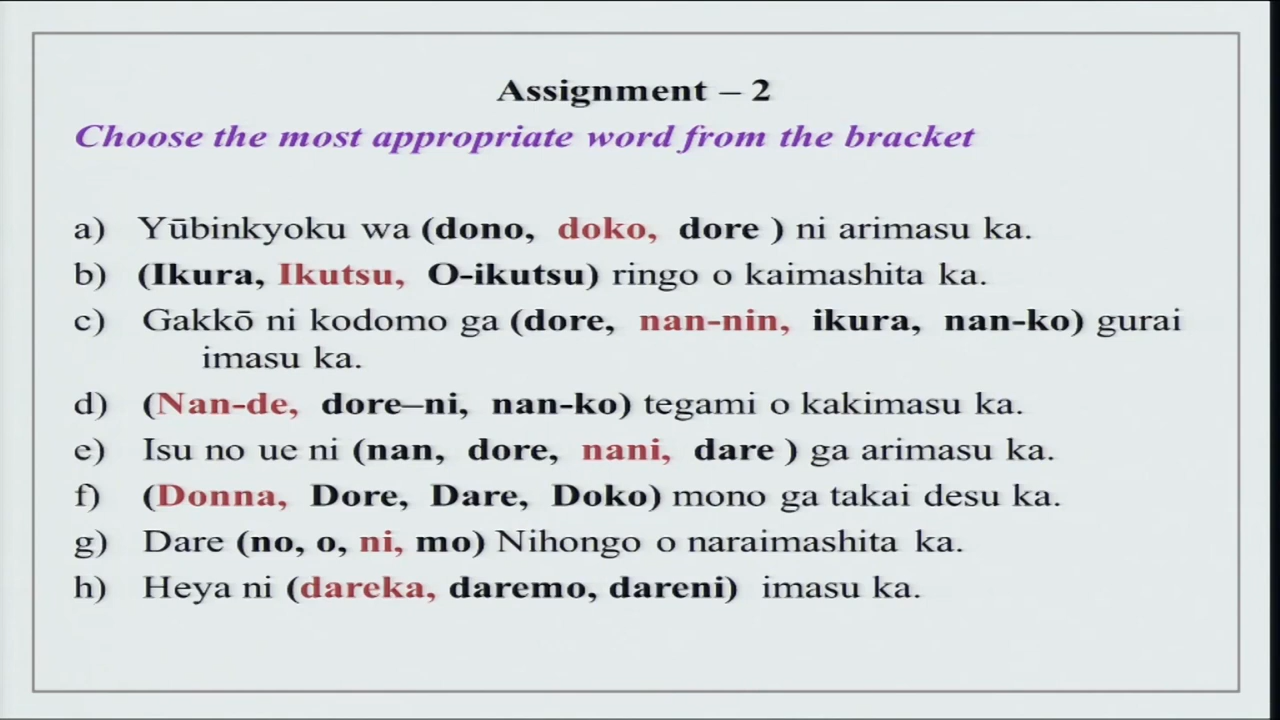 Assignment – 2
Choose the most appropriate word from the bracket
a) Yūbinkyoku wa (dono, doko, dore ) ni arimasu ka.
b) (Ikura, Ikutsu, O-ikutsu) ringo o kaimashita ka.
c) Gakkō ni kodomo ga (dore, nan-nin, ikura, nan-ko) gurai
imasu ka.
d) (Nan-de, dore–ni, nan-ko) tegami o kakimasu ka.
e) Isu no ue ni (nan, dore, nani, dare ) ga arimasu ka.
f) (Donna, Dore, Dare, Doko) mono ga takai desu ka.
g) Dare (no, o, ni, mo) Nihongo o naraimashita ka.
h) Heya ni (dareka, daremo, dareni) imasu ka.